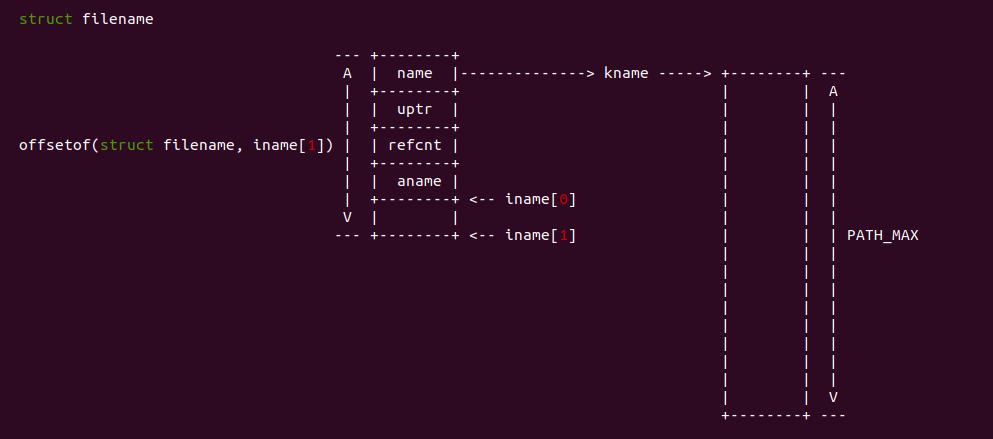 struct filename
--- +--------+
A | name |--------------> kname -----> +--------+ ---
| +--------+ | | A
| | uptr | | | |
| +--------+ | | |
offsetof(struct filename, iname[1]) | | refcnt | | | |
| +--------+ | | |
| | aname | | | |
| +--------+ <-- iname[0] | | |
V | | | | |
--- +--------+ <-- iname[1] | | | PATH_MAX
| | |
| | |
| | |
| | |
| | |
| | |
| | |
| | |
| | V
+--------+ ---